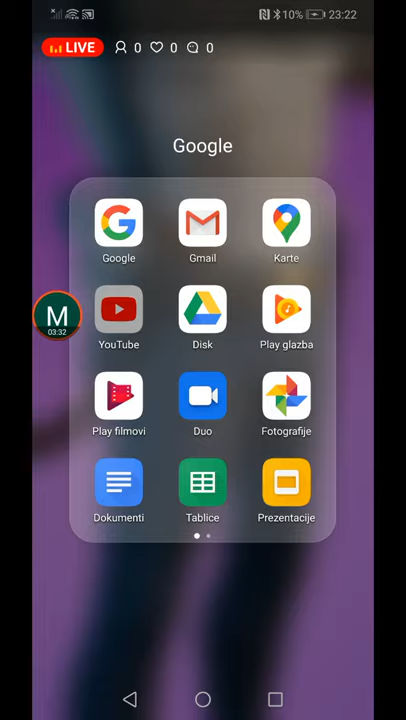 10% 23:22
LIVE 0 0 0
Google
Google Gmail Karte
M
03:32
YouTube Disk Play glazba
Play filmovi Duo Fotografije
Dokumenti Tablice Prezentacije